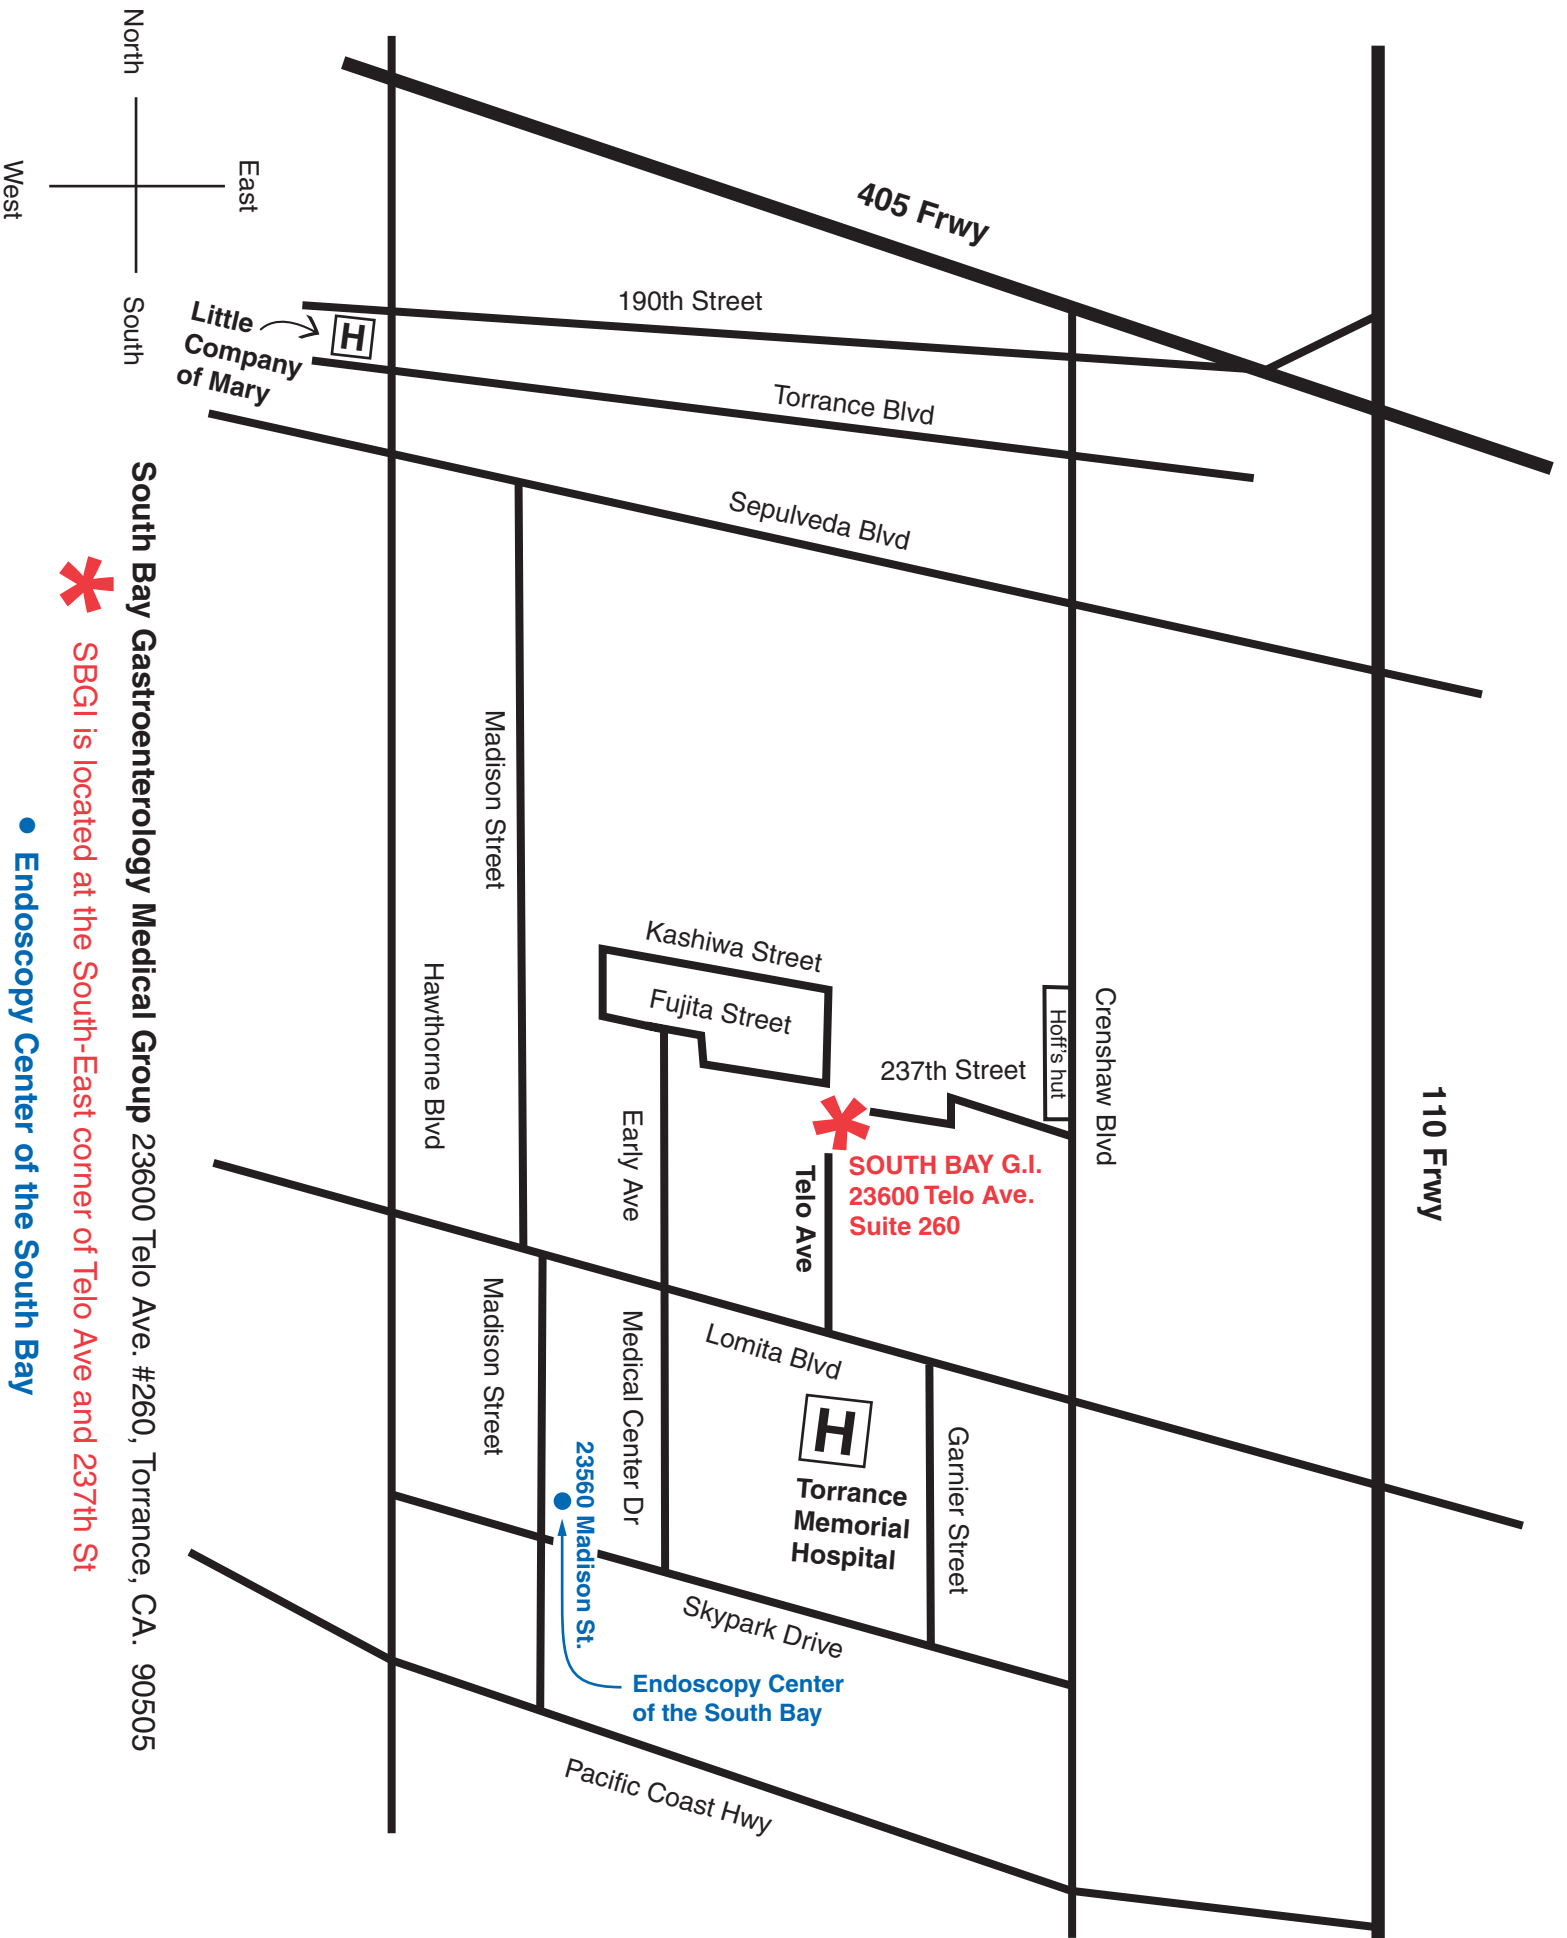 North
East
West
South
405 Frwy
190th Street
Little
Company
of Mary
H
Torrance Blvd
Sepulveda Blvd
Madison Street
Hawthorne Blvd
Kashiwa Street
Fujita Street
237th Street
Hoff's hut
Crenshaw Blvd
110 Frwy
Early Ave
Telo Ave
SOUTH BAY G.I.
23600 Telo Ave.
Suite 260
Lomita Blvd
Madison Street
Medical Center Dr
H
Torrance
Memorial
Hospital
Garnier Street
23560 Madison St.
Skypark Drive
Endoscopy Center
of the South Bay
Pacific Coast Hwy
South Bay Gastroenterology Medical Group 23600 Telo Ave. #260, Torrance, CA. 90505
* SBGI is located at the South-East corner of Telo Ave and 237th St
• Endoscopy Center of the South Bay